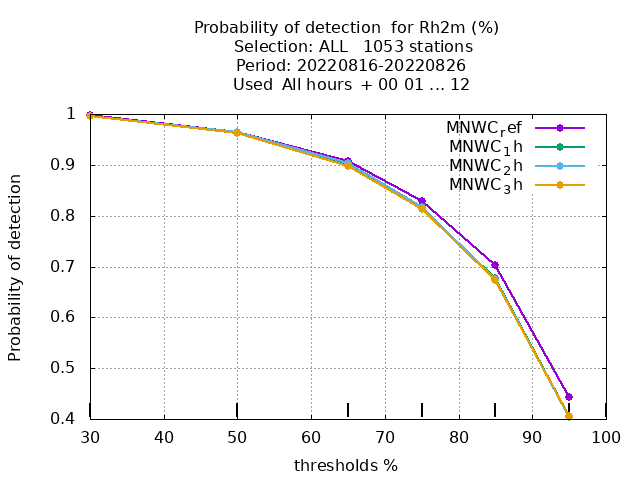 Probability of detection  for Rh2m (%)
Selection: ALL   1053 stations
Period: 20220816-20220826
Used  All hours  + 00 01 ... 12
MNWC_ref
MNWC_1h
MNWC_2h
MNWC_3h
1
0.9
0.8
0.7
0.6
0.5
0.4
Probability of detection
30 40 50 60 70 80 90 100
thresholds %